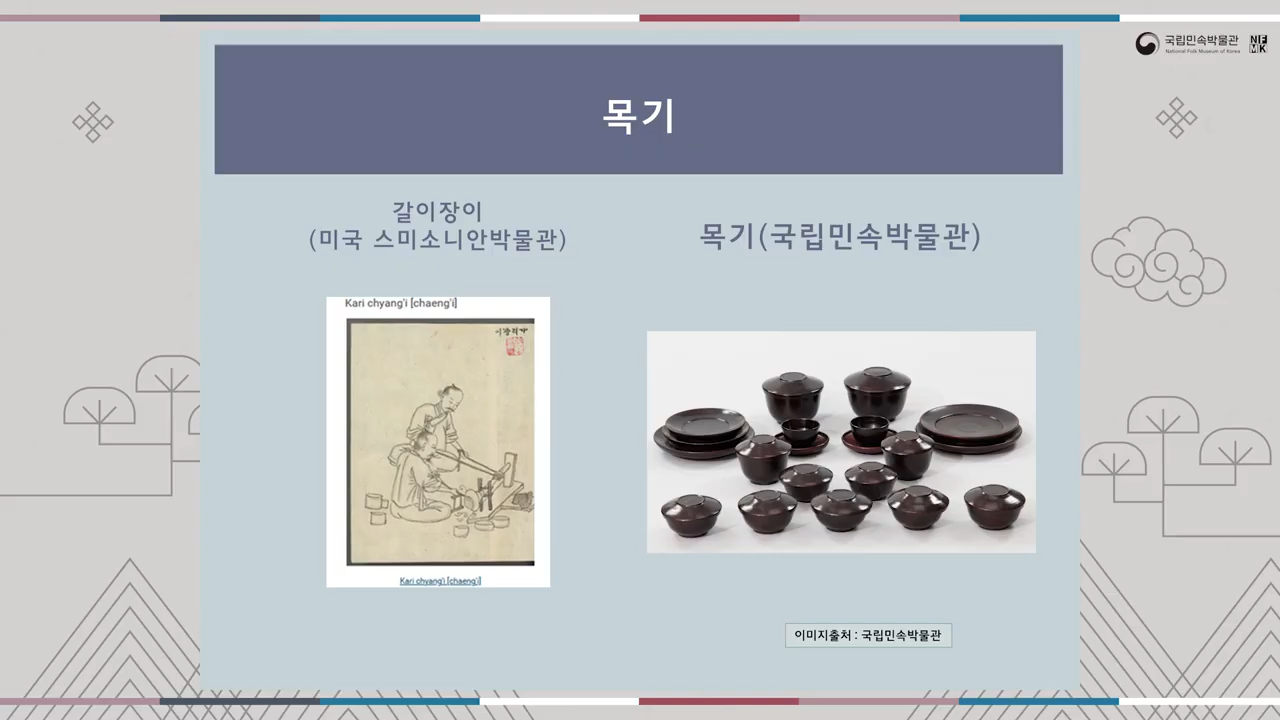 국립민속박물관
National Folk Museum of Korea
NF
MK
목기
갈이장이
(미국 스미소니안박물관)
목기(국립민속박물관)
Kari chyang'i [chaeng'i]
Kari chyang'i [chaeng'i]
이미지출처 : 국립민속박물관